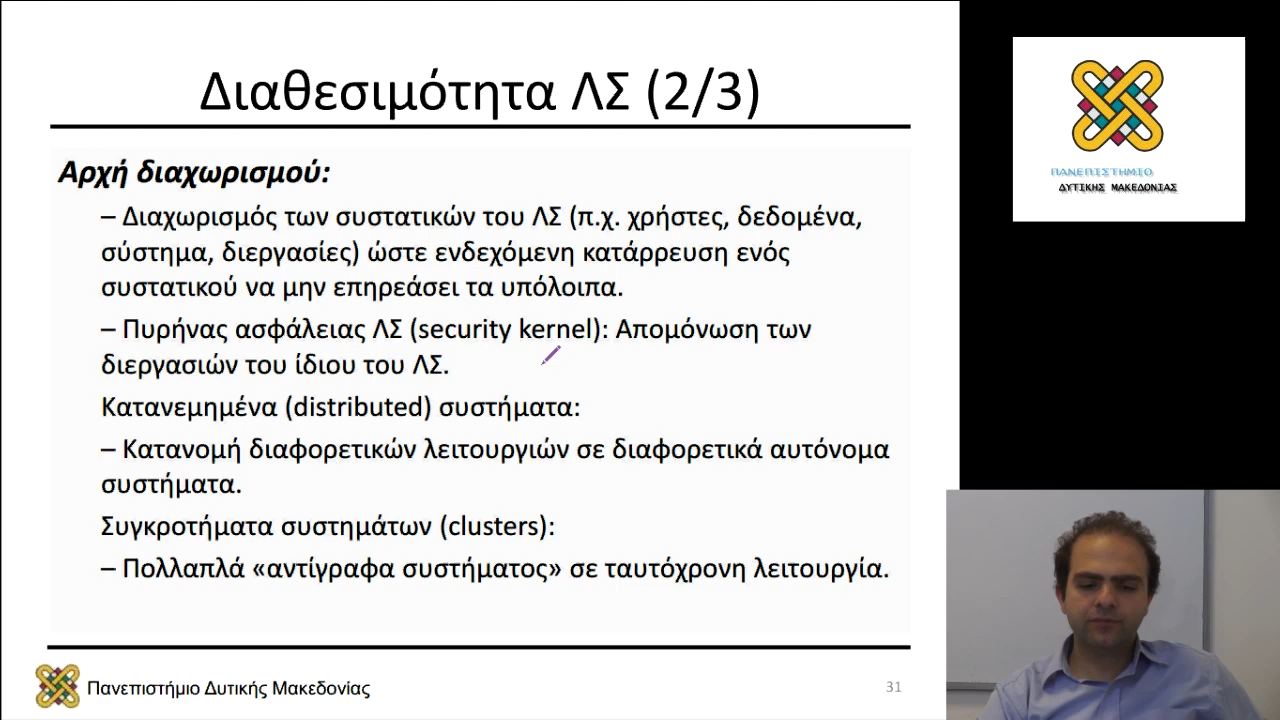 Διαθεσιμότητα ΛΣ (2/3)
Αρχή διαχωρισμού:
– Διαχωρισμός των συστατικών του ΛΣ (π.χ. χρήστες, δεδομένα,
σύστημα, διεργασίες) ώστε ενδεχόμενη κατάρρευση ενός
συστατικού να μην επηρεάσει τα υπόλοιπα.
– Πυρήνας ασφάλειας ΛΣ (security kernel): Απομόνωση των
διεργασιών του ίδιου του ΛΣ.
Κατανεμημένα (distributed) συστήματα:
– Κατανομή διαφορετικών λειτουργιών σε διαφορετικά αυτόνομα
συστήματα.
Συγκροτήματα συστημάτων (clusters):
– Πολλαπλά «αντίγραφα συστήματος» σε ταυτόχρονη λειτουργία.
Πανεπιστήμιο Δυτικής Μακεδονίας
31
ΠΑΝΕΠΙΣΤΗΜΙΟ
ΔΥΤΙΚΗΣ ΜΑΚΕΔΟΝΙΑΣ